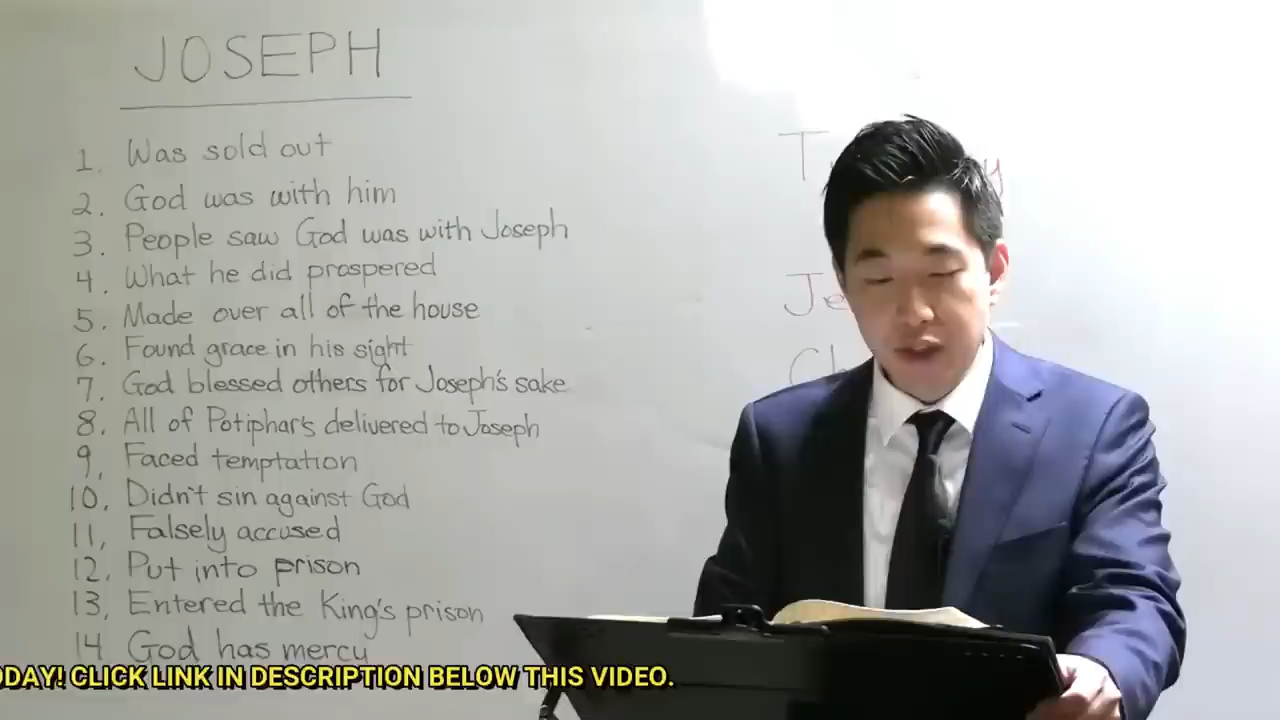 JOSEPH
1. Was sold out
2. God was with him
3. People saw God was with Joseph
4. What he did prospered
5. Made over all of the house
6. Found grace in his sight
7. God blessed others for Joseph's sake
8. All of Potiphar's delivered to Joseph
9. Faced temptation
10. Didn't sin against God
11. Falsely accused
12. Put into prison
13. Entered the King's prison
14 God has mercy
ODAY! CLICK LINK IN DESCRIPTION BELOW THIS VIDEO.